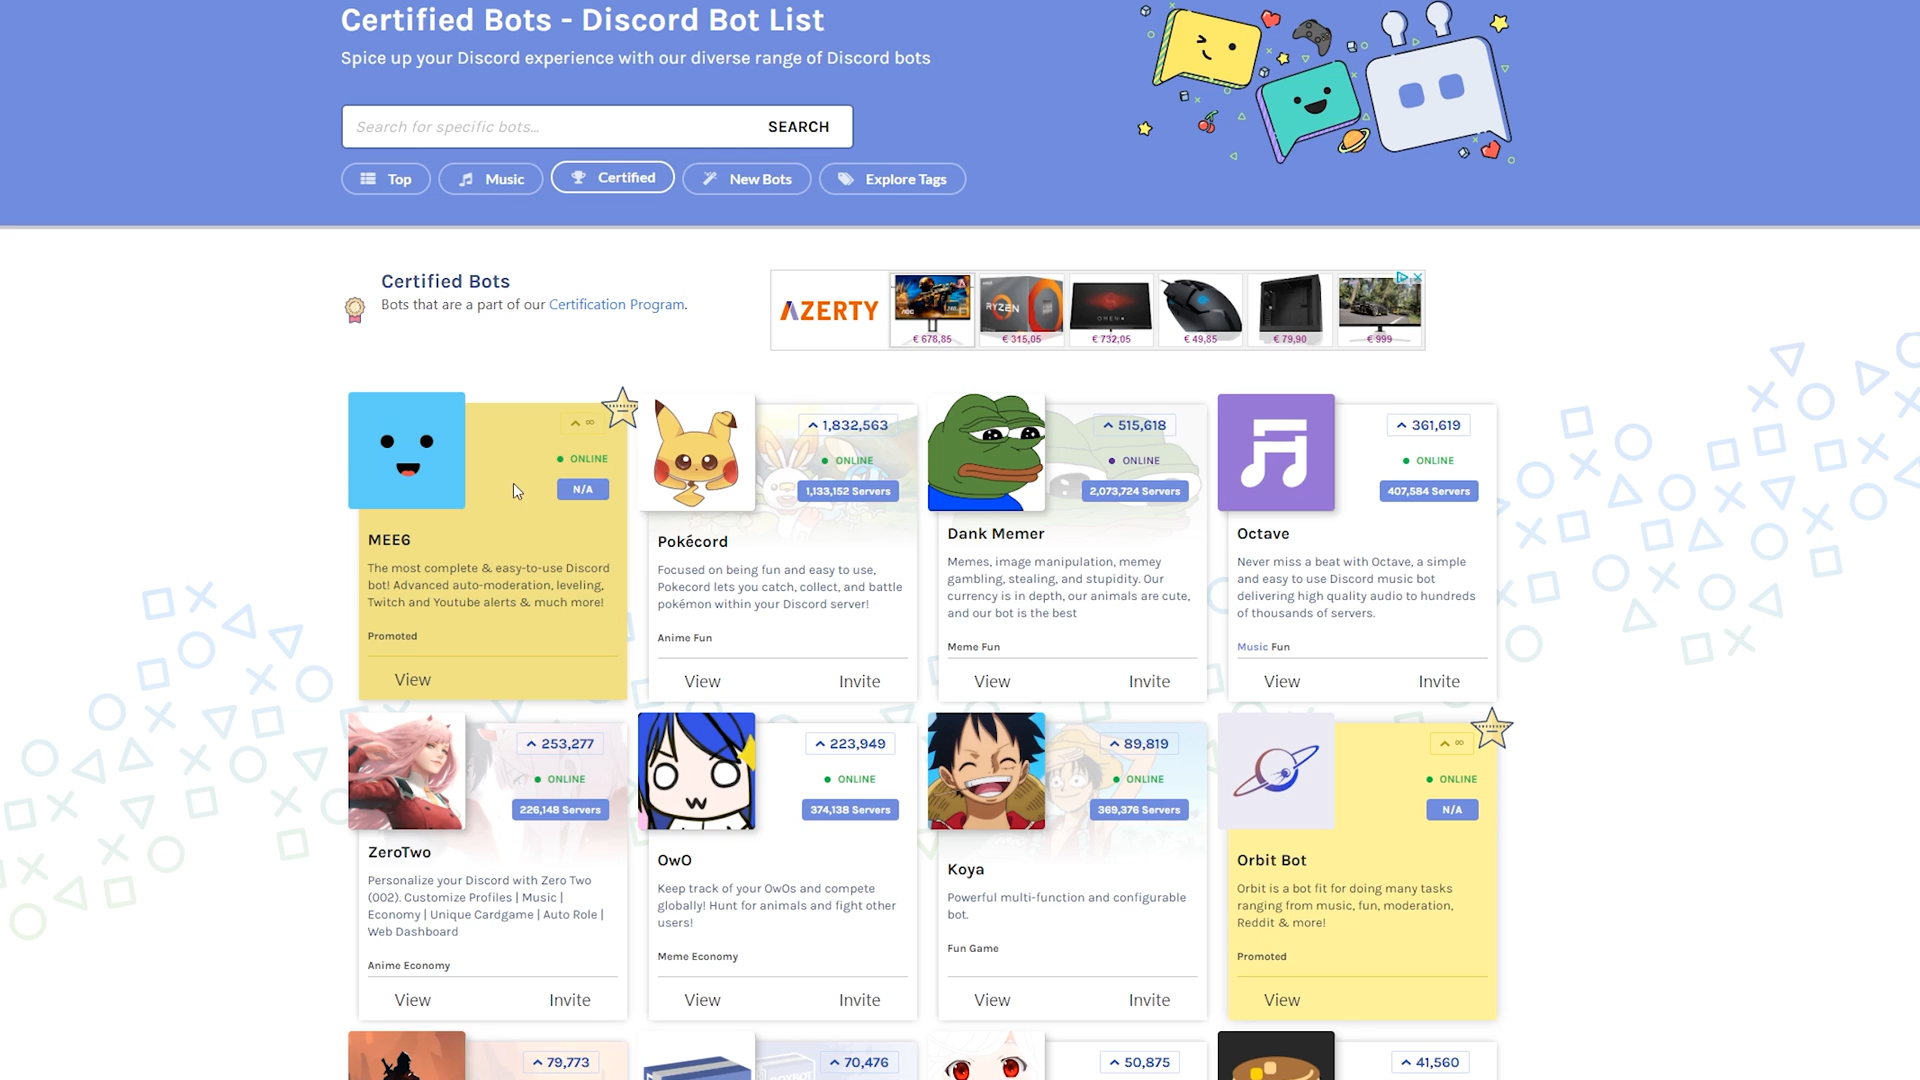 Certified Bots - Discord Bot List
Spice up your Discord experience with our diverse range of Discord bots
Search for specific bots...
SEARCH
Top
Music
Certified
New Bots
Explore Tags
Certified Bots
Bots that are a part of our Certification Program.
AZERTY
€ 678,85
RYZEN
€ 315,05
OMEN
€ 732,05
€ 49,85
€ 79,90
€ 999
∞
ONLINE
N/A
MEE6
The most complete & easy-to-use Discord
bot! Advanced auto-moderation, leveling,
Twitch and Youtube alerts & much more!
Promoted
View
1,832,563
ONLINE
1,133,152 Servers
Pokécord
Focused on being fun and easy to use,
Pokecord lets you catch, collect, and battle
pokémon within your Discord server!
Anime Fun
View
Invite
515,618
ONLINE
2,073,724 Servers
Dank Memer
Memes, image manipulation, memey
gambling, stealing, and stupidity. Our
currency is in depth, our animals are cute,
and our bot is the best
Meme Fun
View
Invite
361,619
ONLINE
407,584 Servers
Octave
Never miss a beat with Octave, a simple
and easy to use Discord music bot
delivering high quality audio to hundreds
of thousands of servers.
Music Fun
View
Invite
253,277
ONLINE
226,148 Servers
ZeroTwo
Personalize your Discord with Zero Two
(002). Customize Profiles | Music |
Economy | Unique Cardgame | Auto Role |
Web Dashboard
Anime Economy
View
Invite
223,949
ONLINE
374,138 Servers
OwO
Keep track of your OwOs and compete
globally! Hunt for animals and fight other
users!
Meme Economy
View
Invite
89,819
ONLINE
369,376 Servers
Koya
Powerful multi-function and configurable
bot.
Fun Game
View
Invite
∞
ONLINE
N/A
Orbit Bot
Orbit is a bot fit for doing many tasks
ranging from music, fun, moderation,
Reddit & more!
Promoted
View
79,773
70,476
50,875
41,560